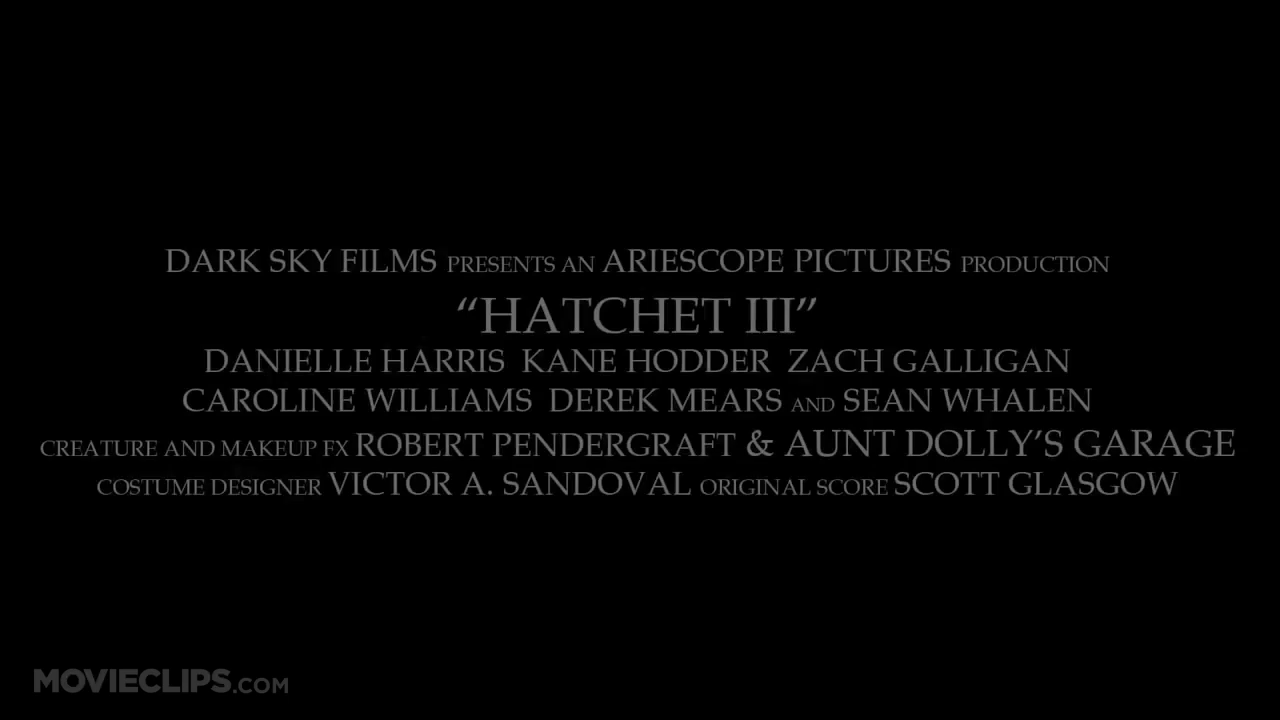 DARK SKY FILMS PRESENTS AN ARIESCOPE PICTURES PRODUCTION
“HATCHET III”
DANIELLE HARRIS KANE HODDER ZACH GALLIGAN
CAROLINE WILLIAMS DEREK MEARS AND SEAN WHALEN
CREATURE AND MAKEUP FX ROBERT PENDERGRAFT & AUNT DOLLY’S GARAGE
COSTUME DESIGNER VICTOR A. SANDOVAL ORIGINAL SCORE SCOTT GLASGOW
MOVIECLIPS.COM